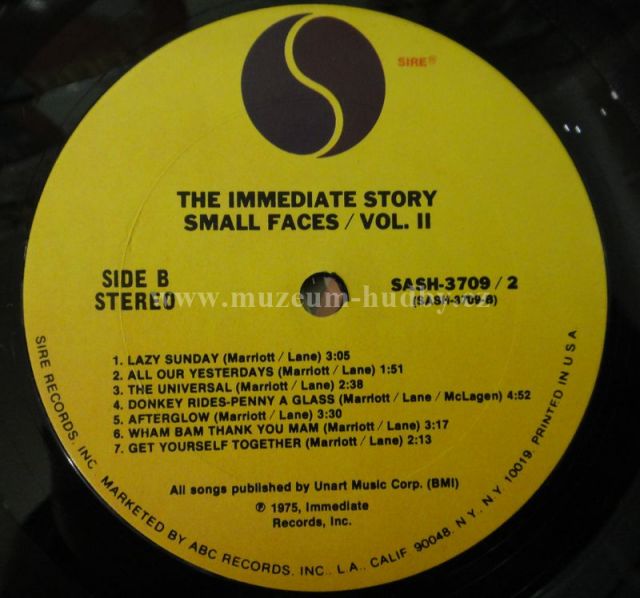 SIRE®
THE IMMEDIATE STORY
SMALL FACES / VOL. II
SIDE B
STEREO
SASH-3709 / 2
(SASH-3709-B)
www.muzeum-hudby.cz
1. LAZY SUNDAY (Marriott / Lane) 3:05
2. ALL OUR YESTERDAYS (Marriott / Lane) 1:51
3. THE UNIVERSAL (Marriott / Lane) 2:38
4. DONKEY RIDES-PENNY A GLASS (Marriott / Lane / McLagen) 4:52
5. AFTERGLOW (Marriott / Lane) 3:30
6. WHAM BAM THANK YOU MAM (Marriott / Lane) 3:17
7. GET YOURSELF TOGETHER (Marriott / Lane) 2:13
All songs published by Unart Music Corp. (BMI)
℗ 1975, Immediate
Records, Inc.
SIRE RECORDS, INC. MARKETED BY ABC RECORDS, INC., L.A., CALIF. 90048. N.Y., N.Y. 10019. PRINTED IN U S A